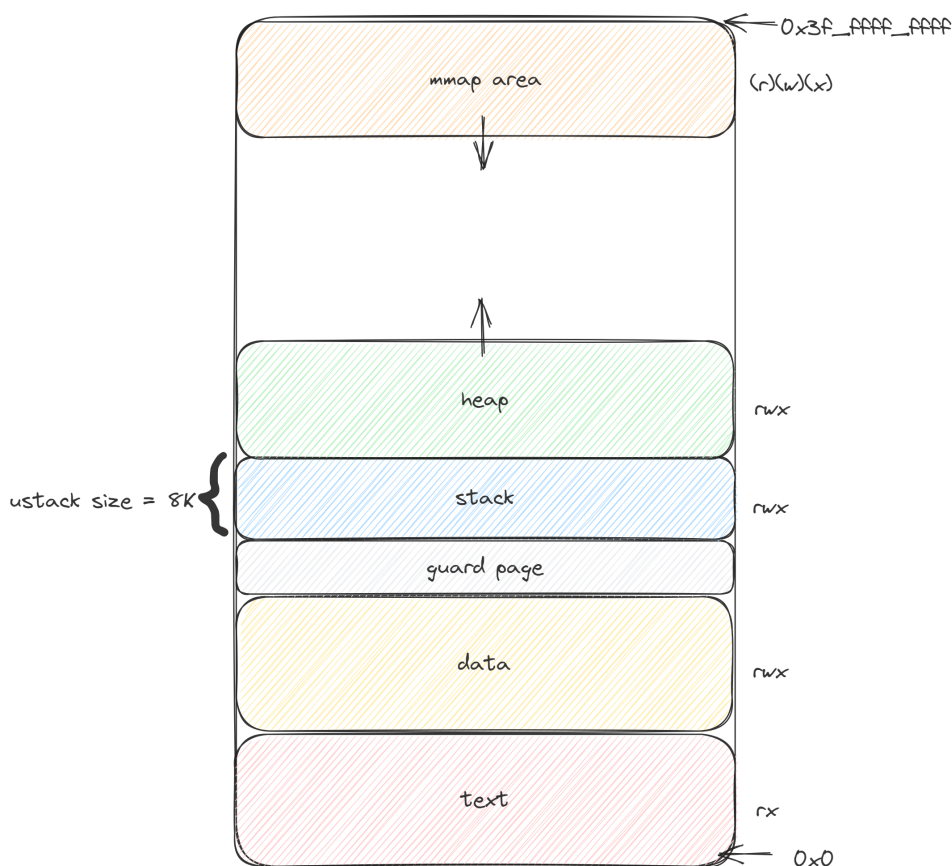 0x3f_ffff_ffff
mmap area
(r)(w)(x)
heap
rwx
ustack size = 8K
stack
rwx
guard page
data
rwx
text
rx
0x0